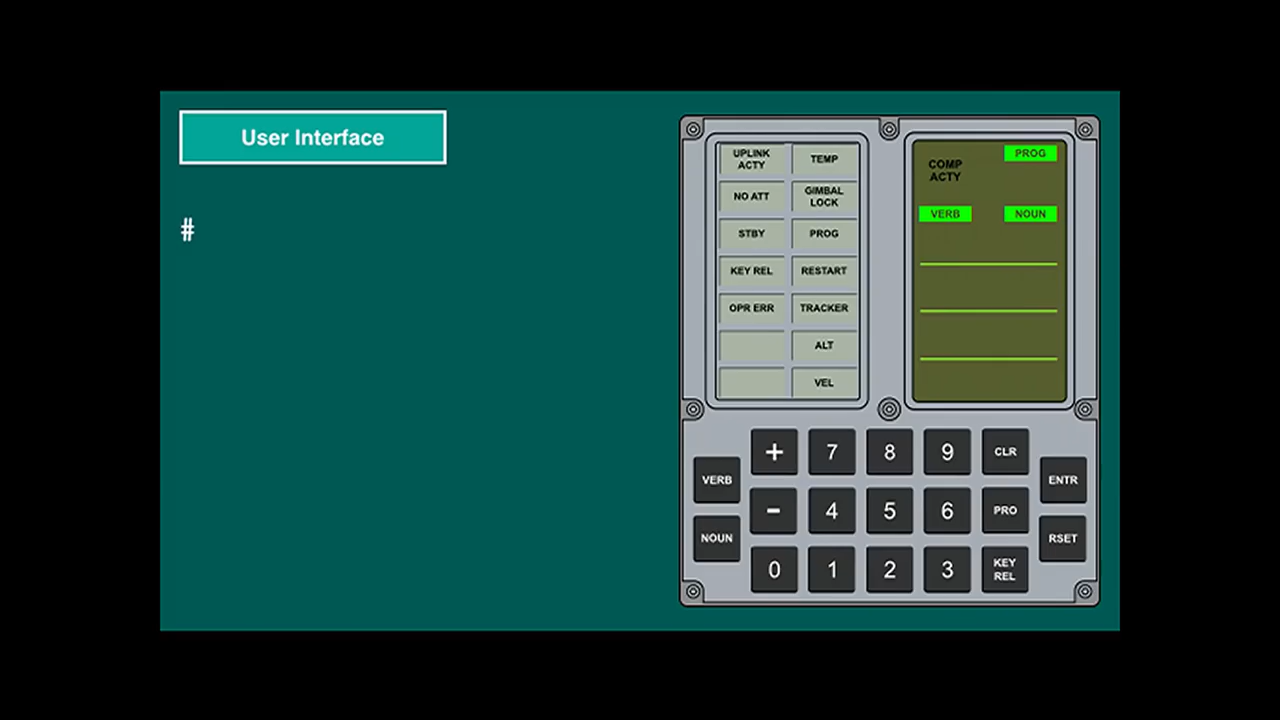 User Interface
#
UPLINK
ACTY
TEMP
NO ATT
GIMBAL
LOCK
STBY
PROG
KEY REL
RESTART
OPR ERR
TRACKER
ALT
VEL
COMP
ACTY
PROG
VERB
NOUN
+
7
8
9
CLR
VERB
ENTR
-
4
5
6
PRO
NOUN
RSET
0
1
2
3
KEY
REL